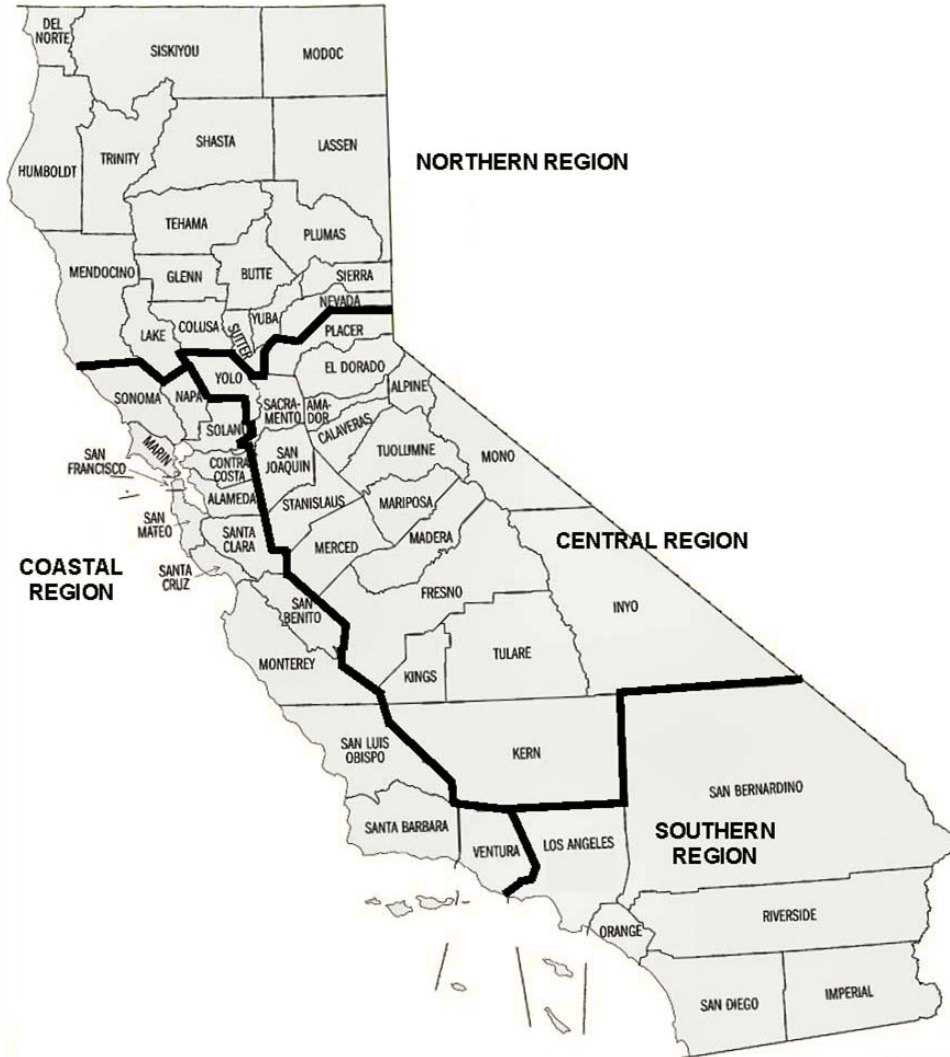 DEL
NORTE
SISKIYOU
MODOC
HUMBOLDT
TRINITY
SHASTA
LASSEN
NORTHERN REGION
TEHAMA
PLUMAS
MENDOCINO
GLENN
BUTTE
SIERRA
NEVADA
YUBA
COLUSA
SUTTER
LAKE
PLACER
YOLO
EL DORADO
SONOMA
NAPA
SACRA-
MENTO
AMA-
DOR
ALPINE
SOLANO
CALAVERAS
MARIN
SAN
FRANCISCO
CONTRA
COSTA
SAN
JOAQUIN
TUOLUMNE
MONO
ALAMEDA
STANISLAUS
MARIPOSA
SAN
MATEO
SANTA
CLARA
MERCED
MADERA
CENTRAL REGION
COASTAL
REGION
SANTA
CRUZ
FRESNO
SAN
BENITO
INYO
MONTEREY
KINGS
TULARE
SAN LUIS
OBISPO
KERN
SAN BERNARDINO
SANTA BARBARA
VENTURA
LOS ANGELES
SOUTHERN
REGION
ORANGE
RIVERSIDE
SAN DIEGO
IMPERIAL